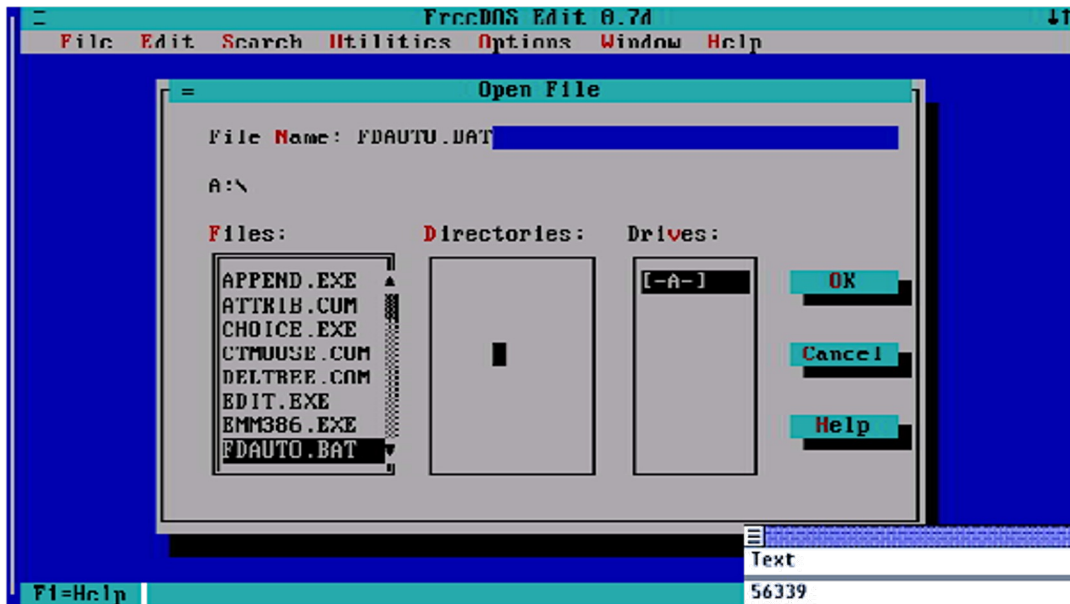 FreeDOS Edit 0.7d
File Edit Search Utilities Options Window Help
Open File
File Name: FDAUTO.BAT
A:\
Files: Directories: Drives:
APPEND.EXE
ATTRIB.COM
CHOICE.EXE
CTMOUSE.COM
DELTREE.COM
EDIT.EXE
EMM386.EXE
FDAUTO.BAT
[-A-]
OK
Cancel
Help
F1=Help
Text
56339